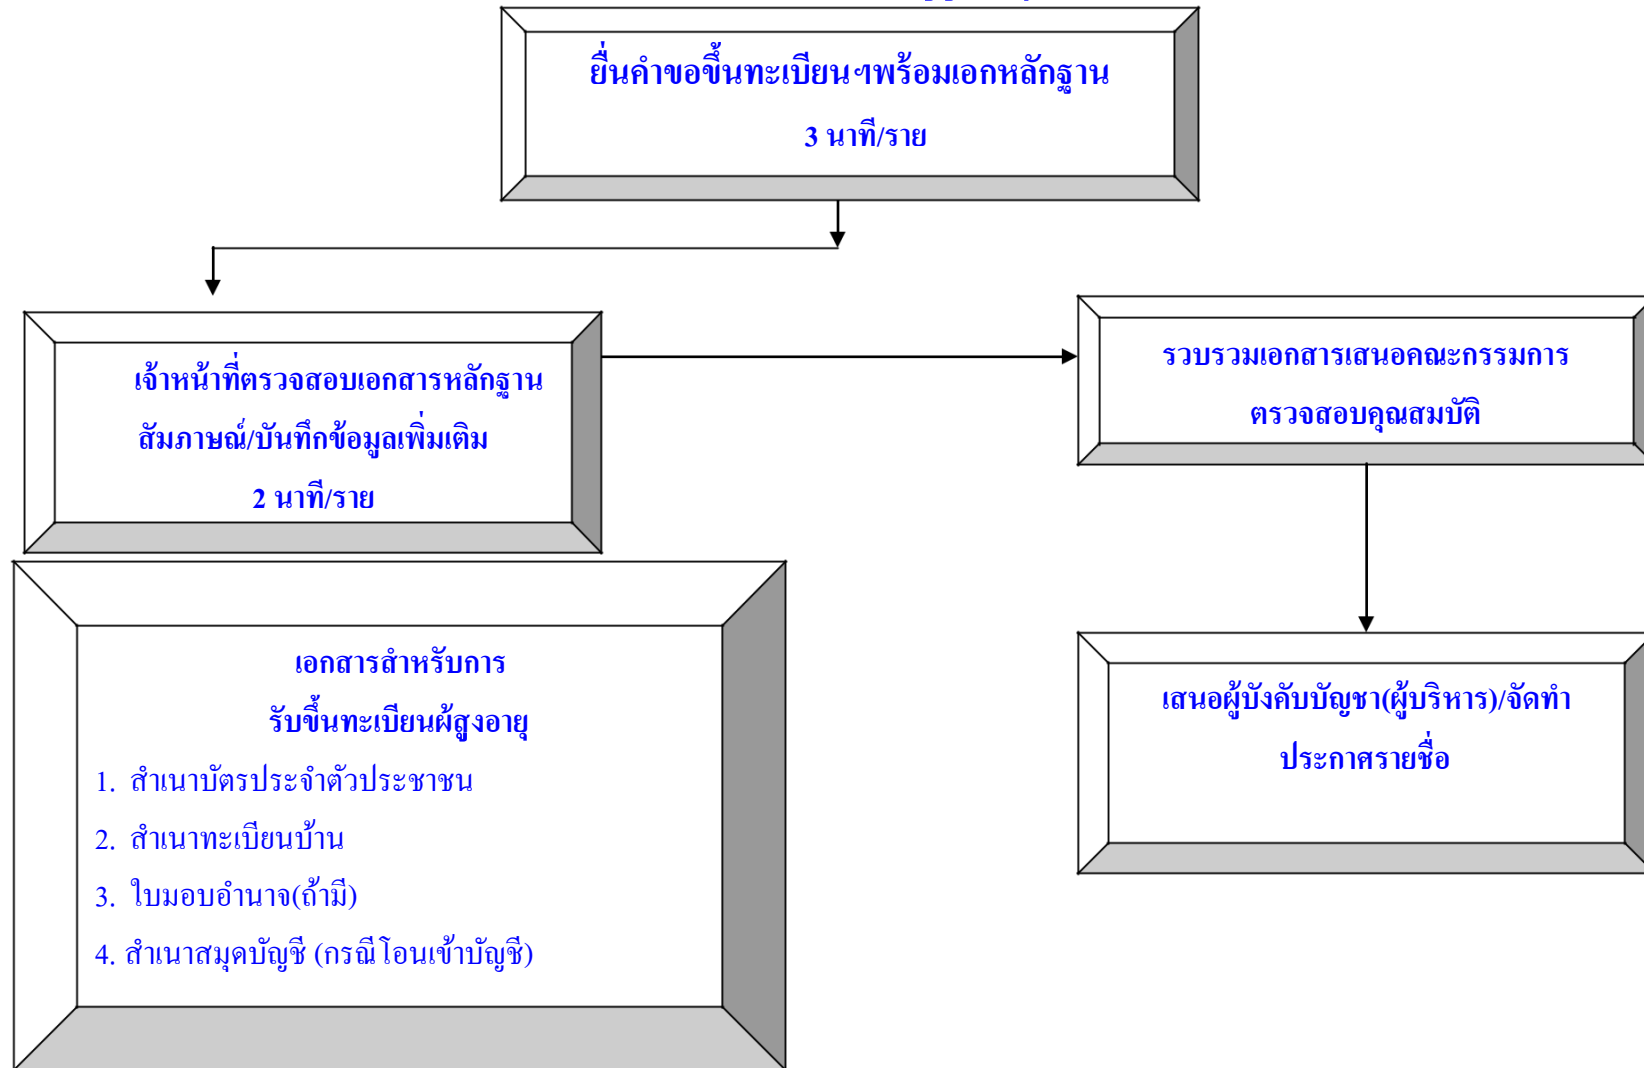 ยื่นคำขอขึ้นทะเบียนฯพร้อมเอกหลักฐาน
3 นาที/ราย
เจ้าหน้าที่ตรวจสอบเอกสารหลักฐาน
สัมภาษณ์/บันทึกข้อมูลเพิ่มเติม
2 นาที/ราย
รวบรวมเอกสารเสนอคณะกรรมการ
ตรวจสอบคุณสมบัติ
เสนอผู้บังคับบัญชา(ผู้บริหาร)/จัดทำ
ประกาศรายชื่อ
เอกสารสำหรับการ
รับขึ้นทะเบียนผ้สูงอายุ
1. สำเนาบัตรประจำตัวประชาชน
2. สำเนาทะเบียนบ้าน
3. ใบมอบอำนาจ(ถ้ามี)
4. สำเนาสมุดบัญชี (กรณีโอนเข้าบัญชี)